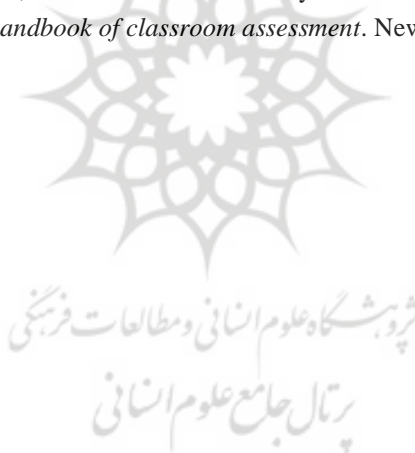 andbook of classroom assessment. New
پژوهشگاه علوم انسانی و مطالعات فرهنگی
پرتال جامع علوم انسانی